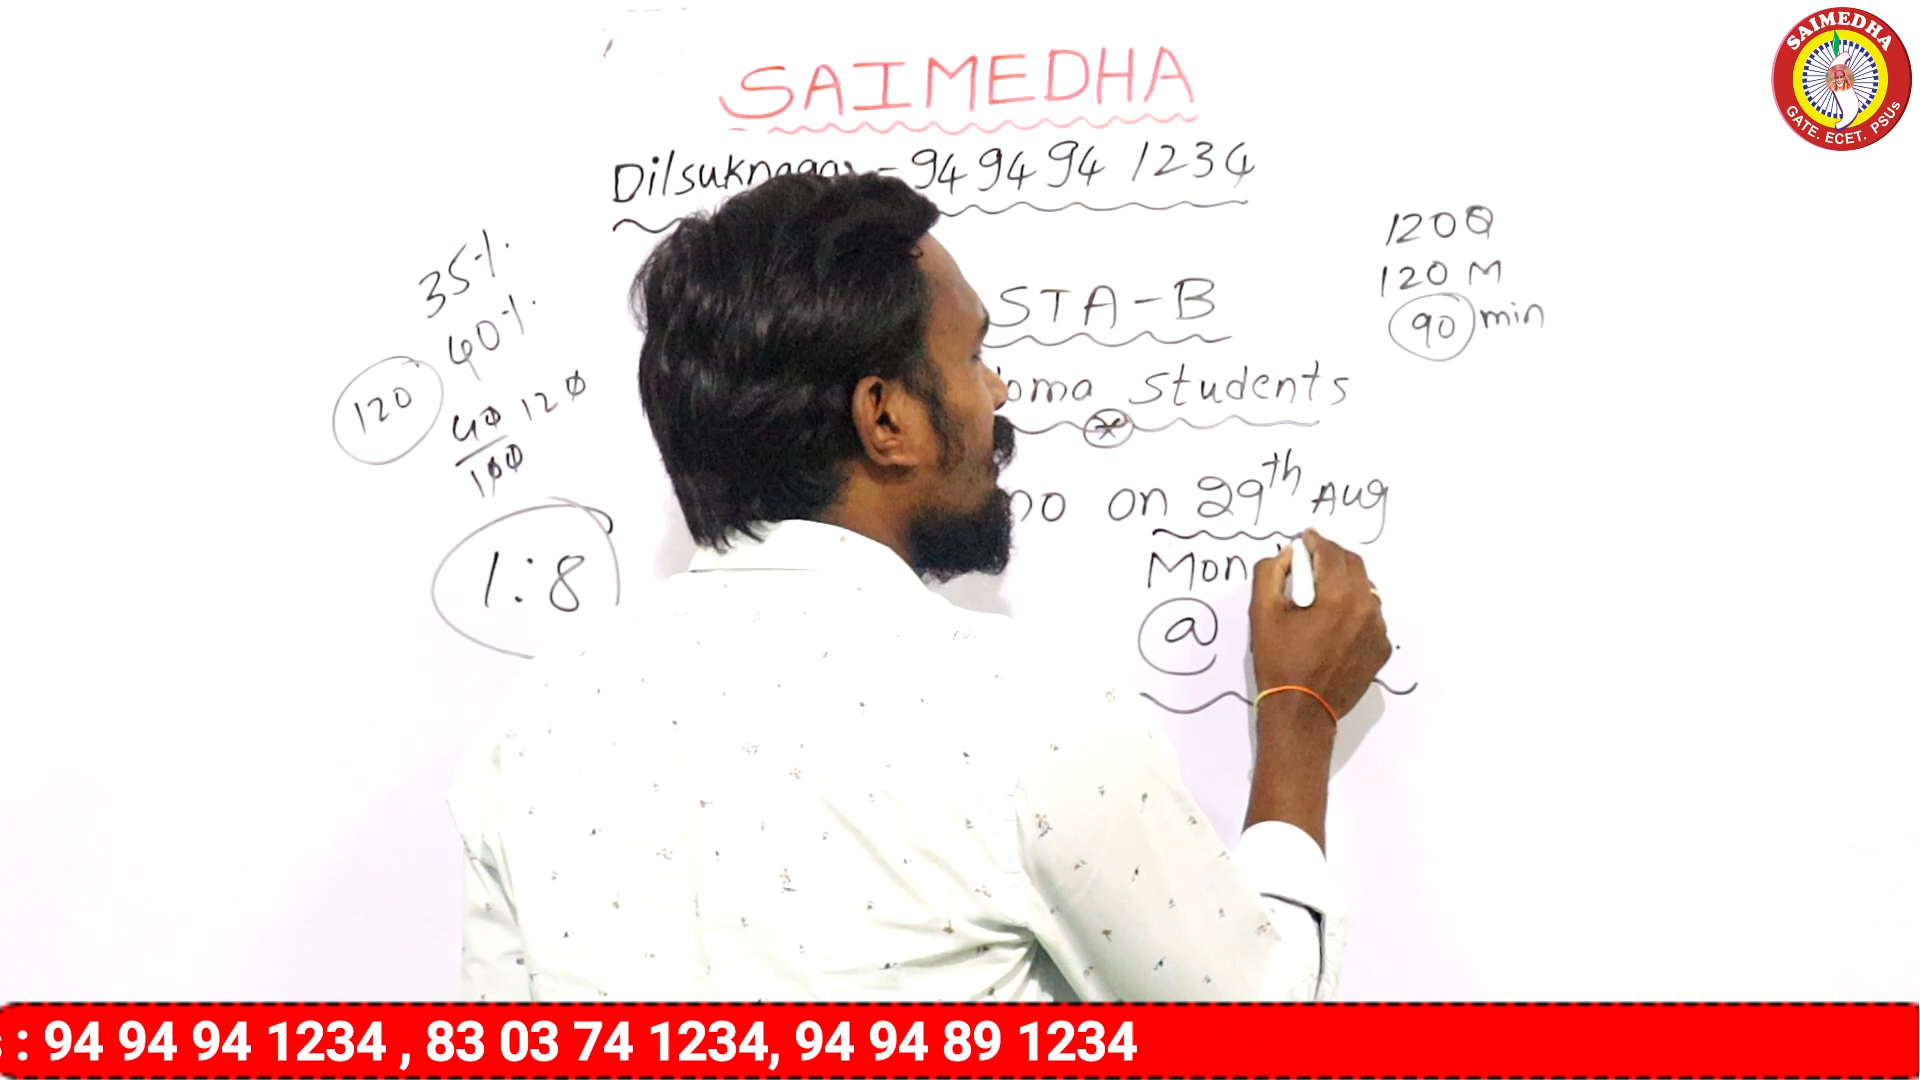 SAIMEDHA
Dilsuknagar - 94 94 94 1234
STA-B
oma Students
on 29th Aug
Mon
@
35%
40%
120
40 120
100
1:8
120Q
120 M
90 min
SAIMEDHA
GATE. ECET. PSUs
: 94 94 94 1234 , 83 03 74 1234, 94 94 89 1234